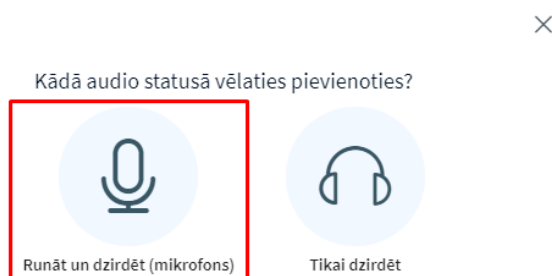 Kādā audio statusā vēlaties pievienoties?
Runāt un dzirdēt (mikrofons)
Tikai dzirdēt